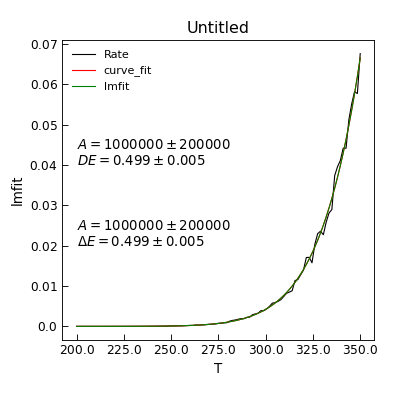 Untitled
Rate
curve_fit
lmfit
A = 1000000 ± 200000
DE = 0.499 ± 0.005
A = 1000000 ± 200000
ΔE = 0.499 ± 0.005
lmfit
0.07
0.06
0.05
0.04
0.03
0.02
0.01
0.0
200.0 225.0 250.0 275.0 300.0 325.0 350.0
T